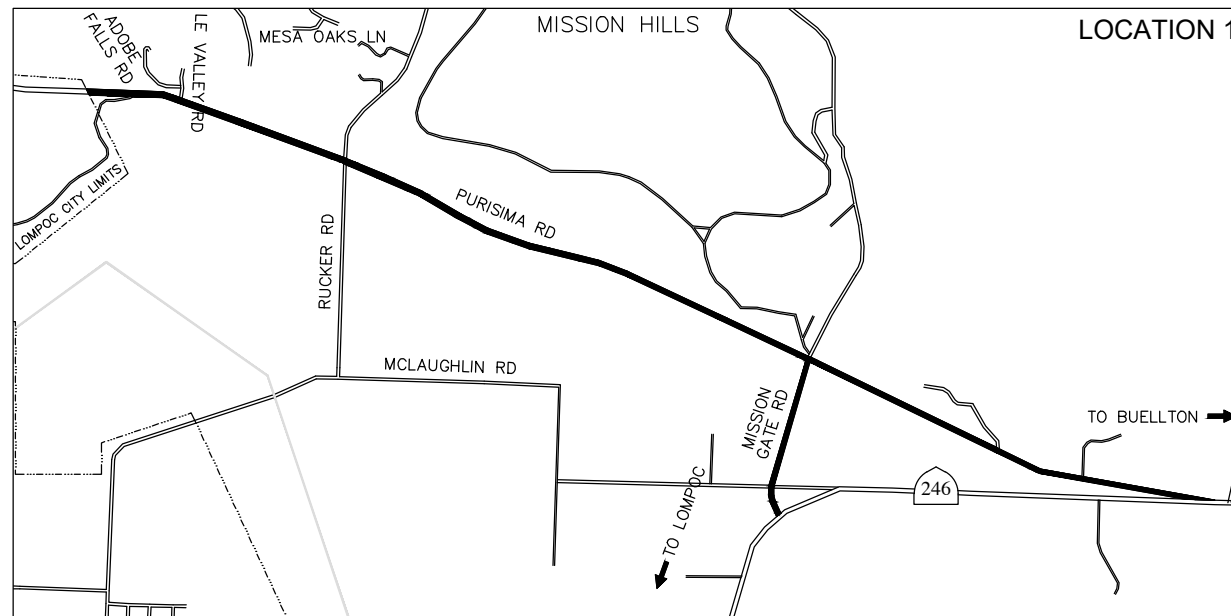 MISSION HILLS
LOCATION 1
ADOBE
FALLS RD
LE VALLEY RD
MESA OAKS LN
LOMPOC CITY LIMITS
PURISIMA RD
RUCKER RD
MCLAUGHLIN RD
MISSION
GATE RD
TO BUELLTON
246
TO LOMPOC